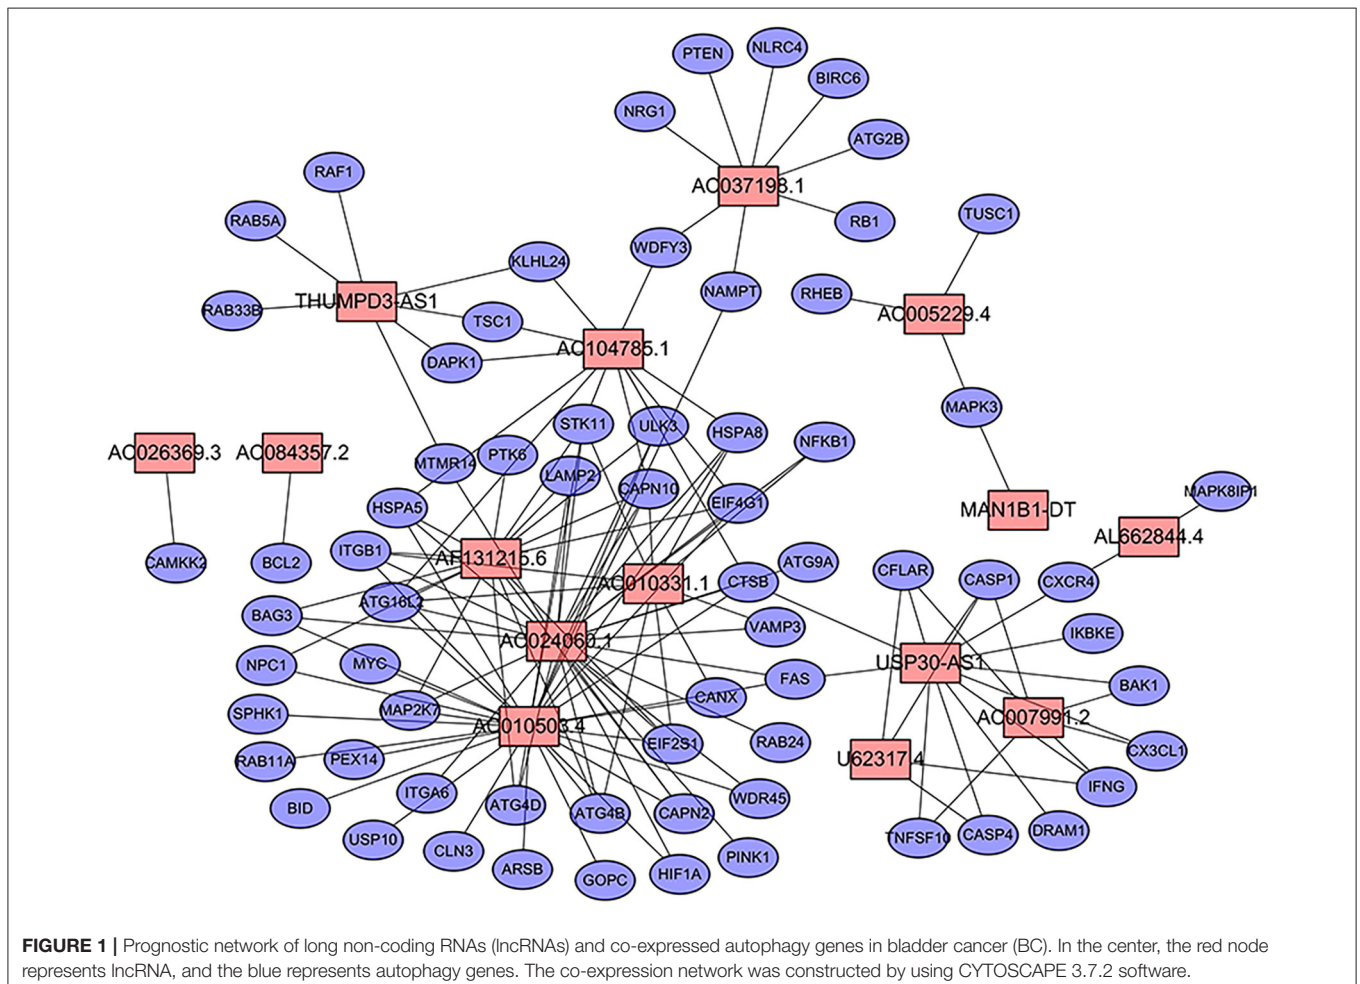 NLRC4
PTEN
BIRC6
NRG1
ATG2B
RAF1
AC037198.1
TUSC1
RAB5A
RB1
WDFY3
KLHL24
NAMPT
RHEB
THUMPD3-AS1
RAB33B
AC005229.4
TSC1
AC104785.1
DAPK1
MAPK3
STK11
ULK3
HSPA8
NFKB1
AC026369.3
AC084357.2
PTK6
MTMR14
LAMP2
CAPN10
MAPK8IP1
EIF4G1
HSPA5
MAN1B1-DT
AL662844.4
ITGB1
AF131215.6
CAMKK2
BCL2
ATG9A
CFLAR
CASP1
CXCR4
AC010331.1
CTSB
ATG16L2
BAG3
VAMP3
IKBKE
AC024060.1
NPC1
MYC
USP30-AS1
FAS
BAK1
CANX
MAP2K7
SPHK1
AC007991.2
AC010503.4
EIF2S1
RAB24
CX3CL1
RAB11A
PEX14
U62317.4
IFNG
ITGA6
WDR45
BID
ATG4D
ATG4B
CAPN2
DRAM1
CASP4
TNFSF10
USP10
CLN3
PINK1
ARSB
HIF1A
GOPC
FIGURE 1 | Prognostic network of long non-coding RNAs (lncRNAs) and co-expressed autophagy genes in bladder cancer (BC). In the center, the red node
represents lncRNA, and the blue represents autophagy genes. The co-expression network was constructed by using CYTOSCAPE 3.7.2 software.